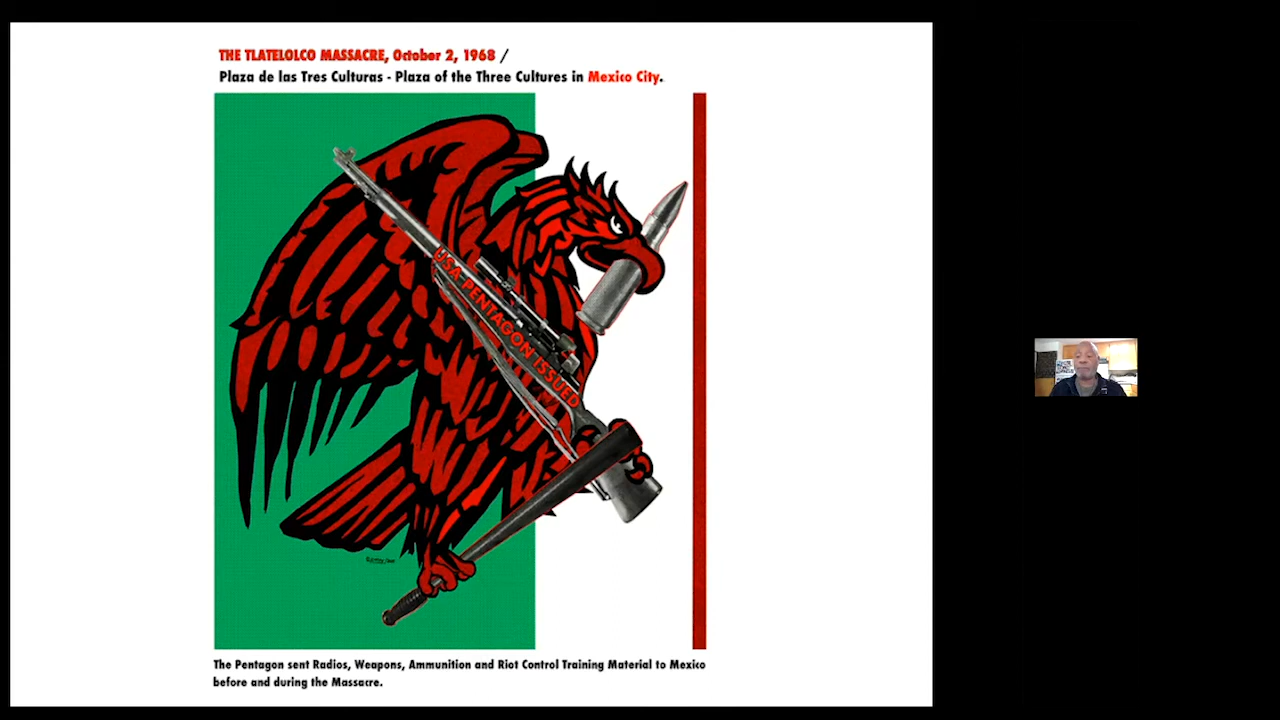 THE TLATELOLCO MASSACRE, October 2, 1968 /
Plaza de las Tres Culturas - Plaza of the Three Cultures in Mexico City.
USA-PENTAGON ISSUED
The Pentagon sent Radios, Weapons, Ammunition and Riot Control Training Material to Mexico
before and during the Massacre.